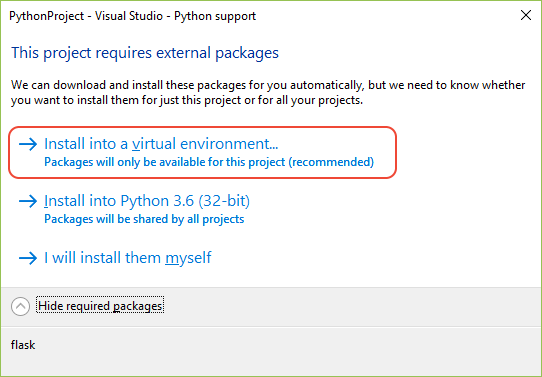 PythonProject - Visual Studio - Python support
This project requires external packages
We can download and install these packages for you automatically, but we need to know whether
you want to install them for just this project or for all your projects.
Install into a virtual environment...
Packages will only be available for this project (recommended)
Install into Python 3.6 (32-bit)
Packages will be shared by all projects
I will install them myself
Hide required packages
flask